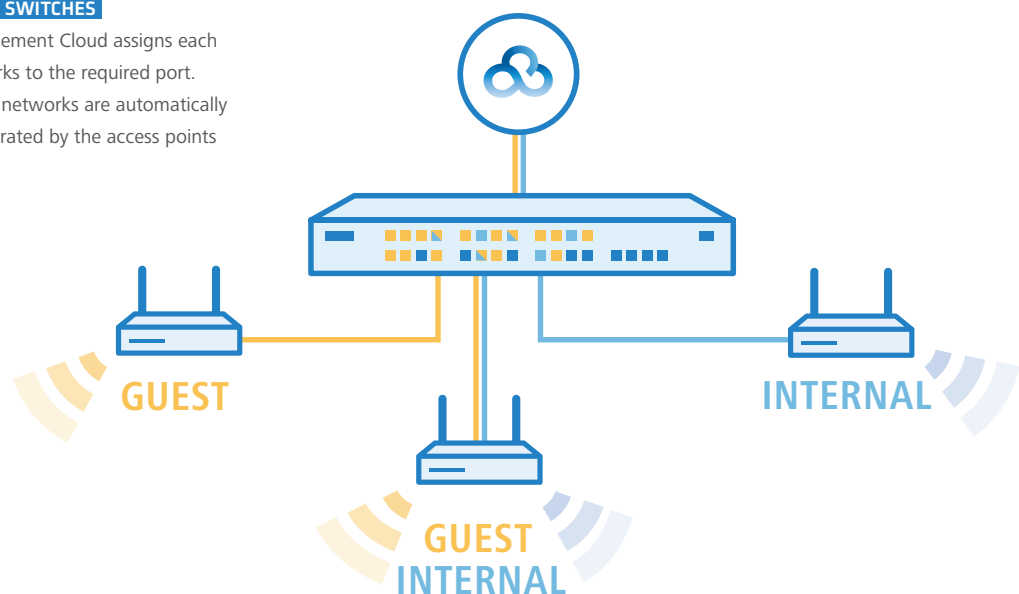 SWITCHES
ement Cloud assigns each
ks to the required port.
networks are automatically
rated by the access points
GUEST
INTERNAL
GUEST
INTERNAL